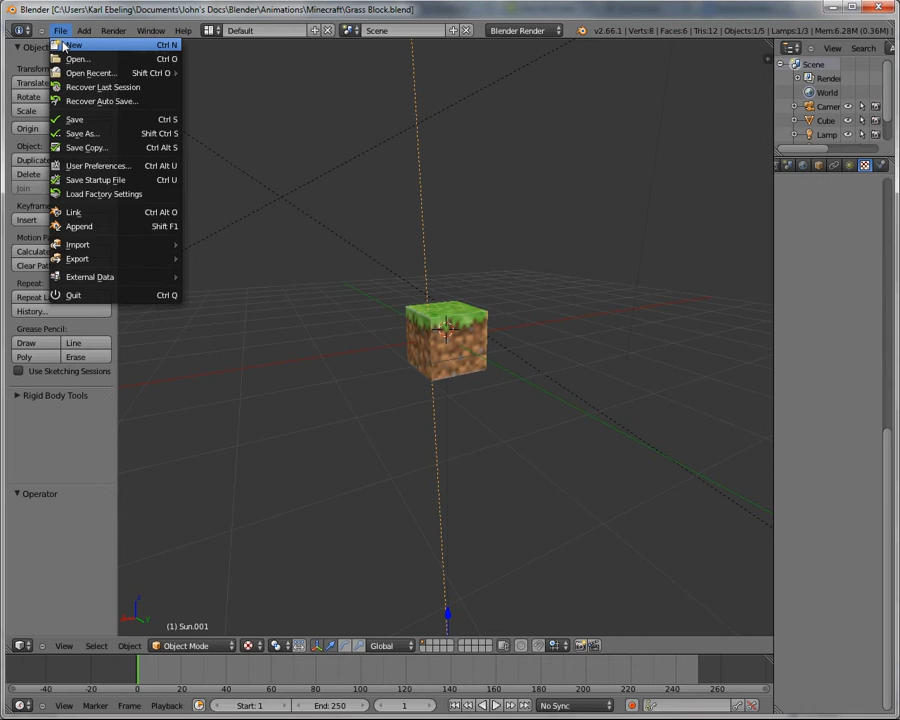 Blender [C:\Users\Karl Ebeling\Documents\John's Docs\Blender\Animations\Minecraft\Grass Block.blend]
File Add Render Window Help Default Scene Blender Render v2.66.1 | Verts:8 | Faces:6 | Tris:12 | Objects:1/5 | Lamps:1/3 | Mem:6.28M (0.36M)
New Ctrl N
Open... Ctrl O
Open Recent... Shift Ctrl O
Recover Last Session
Recover Auto Save...
Save Ctrl S
Save As... Shift Ctrl S
Save Copy... Ctrl Alt S
User Preferences... Ctrl Alt U
Save Startup File Ctrl U
Load Factory Settings
Link Ctrl Alt O
Append Shift F1
Import
Export
External Data
Quit Ctrl Q
Object
Transform
Translate
Rotate
Scale
Origin
Object:
Duplicate
Delete
Join
Keyframe
Insert
Motion P
Calculate
Clear Pat
Repeat:
Repeat L
History...
Grease Pencil:
Draw Line
Poly Erase
Use Sketching Sessions
Rigid Body Tools
Operator
View Search
Scene
Render
World
Camer
Cube
Lamp
z
y
(1) Sun.001
View Select Object Object Mode Global
-40 -20 0 20 40 60 80 100 120 140 160 180 200 220 240 260
View Marker Frame Playback Start: 1 End: 250 1 No Sync